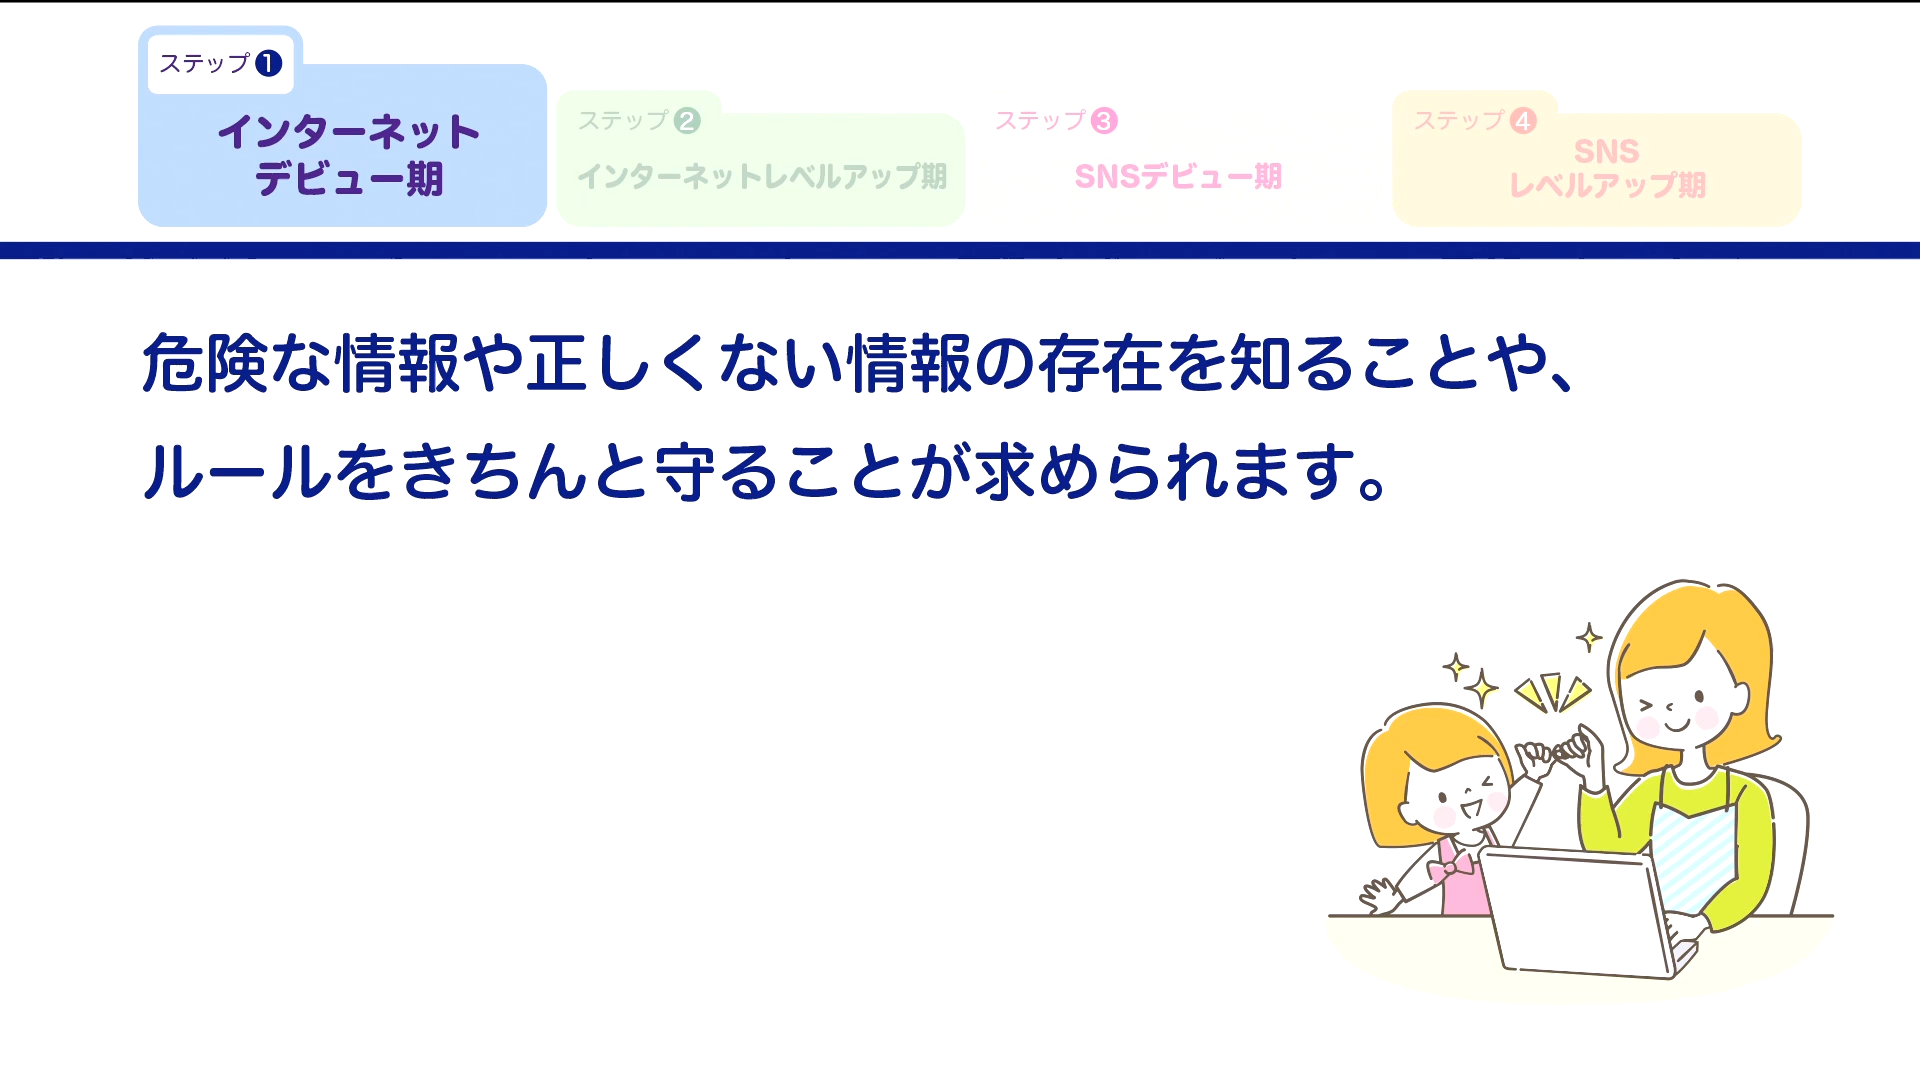 ステップ❶
インターネット
デビュー期
ステップ❷
インターネットレベルアップ期
ステップ❸
SNSデビュー期
ステップ❹
SNS
レベルアップ期
危険な情報や正しくない情報の存在を知ることや、
ルールをきちんと守ることが求められます。